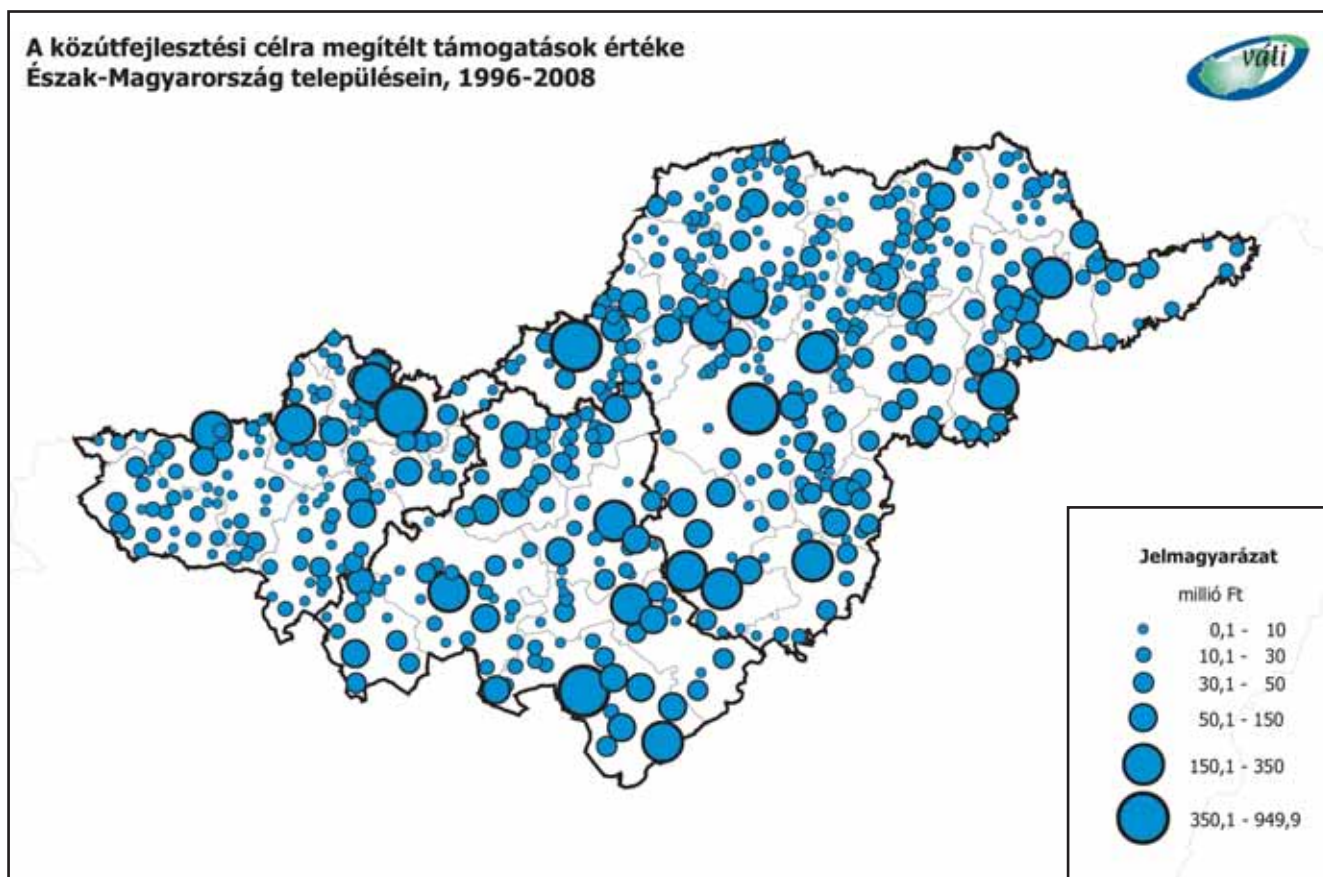 A közútfejlesztési célra megítélt támogatások értéke
Észak-Magyarország településein, 1996-2008
váti
Jelmagyarázat
millió Ft
0,1 - 10
10,1 - 30
30,1 - 50
50,1 - 150
150,1 - 350
350,1 - 949,9